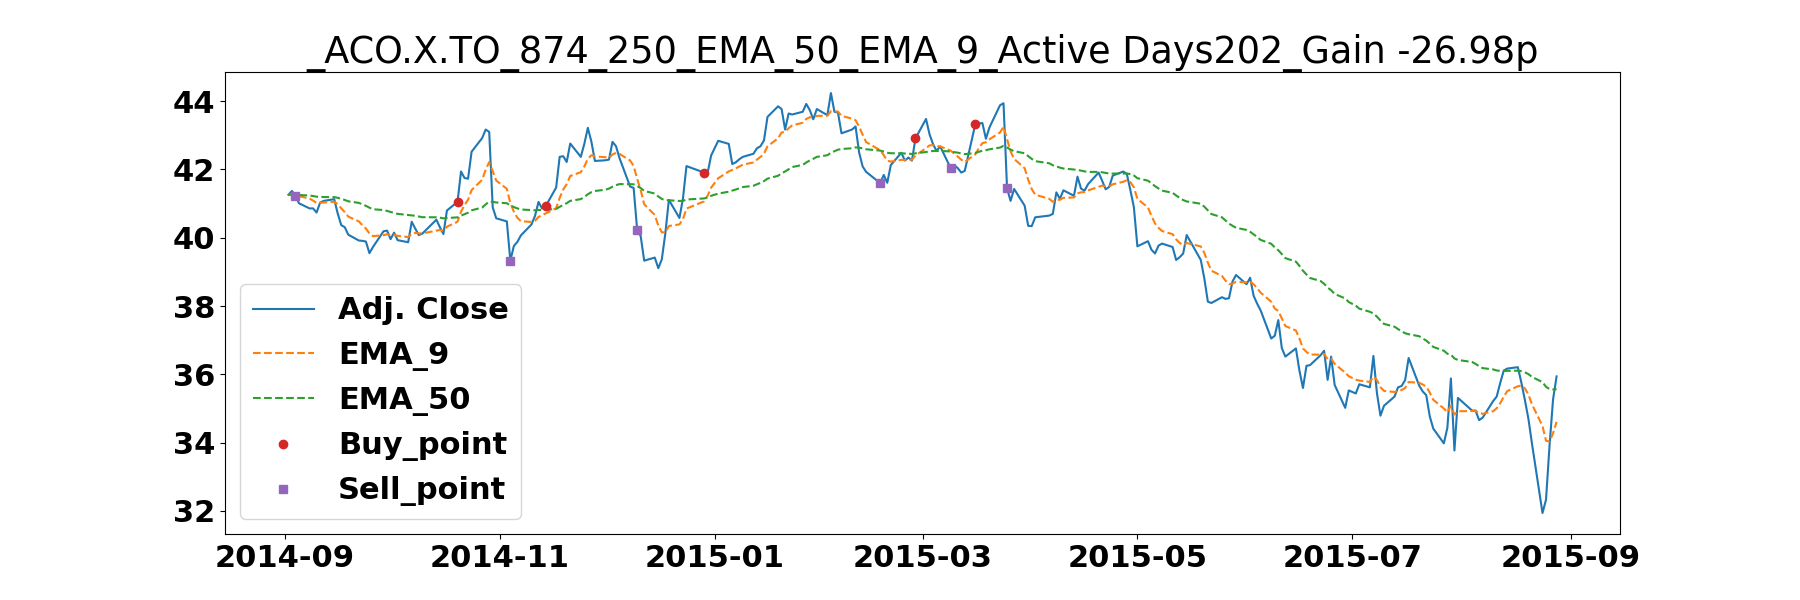 _ACO.X.TO_874_250_EMA_50_EMA_9_Active Days202_Gain -26.98p
44
42
40
38
36
34
32
Adj. Close
EMA_9
EMA_50
Buy_point
Sell_point
2014-09 2014-11 2015-01 2015-03 2015-05 2015-07 2015-09